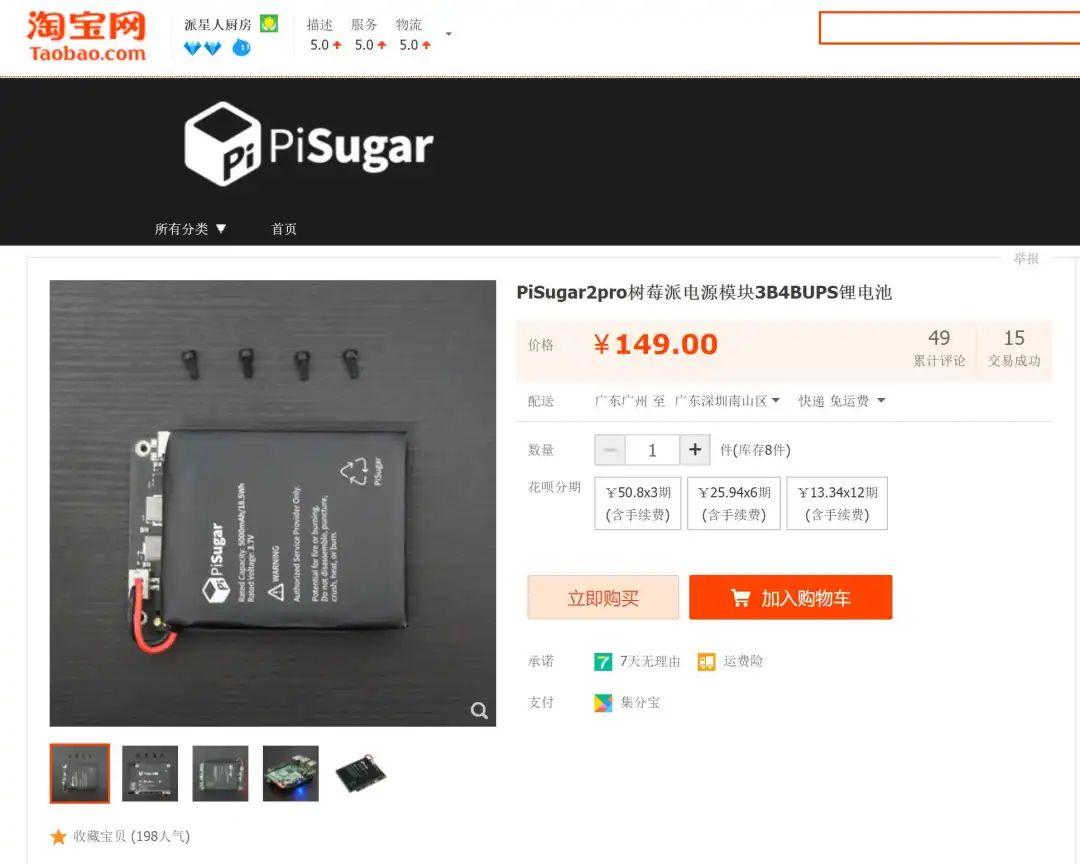 淘宝网
Taobao.com
派星人厨房
描述 服务 物流
5.0 5.0 5.0
Pi PiSugar
所有分类 ▼ 首页
举报
PiSugar2pro树莓派电源模块3B4BUPS锂电池
价格 ¥149.00
49 累计评论
15 交易成功
配送 广东广州 至 广东深圳南山区 快递 免运费
数量 － 1 + 件(库存8件)
花呗分期
¥50.8x3期
(含手续费)
¥25.94x6期
(含手续费)
¥13.34x12期
(含手续费)
立即购买 加入购物车
承诺 7 7天无理由 运费险
支付 集分宝
PiSugar
Pi PiSugar
Rated Capacity: 5000mAh/18.5Wh
Rated Voltage: 3.7V
WARNING
Authorized Service Provider Only.
Potential for fire or burning.
Do not disassemble, puncture,
crush, heat, or burn.
收藏宝贝 (198人气)